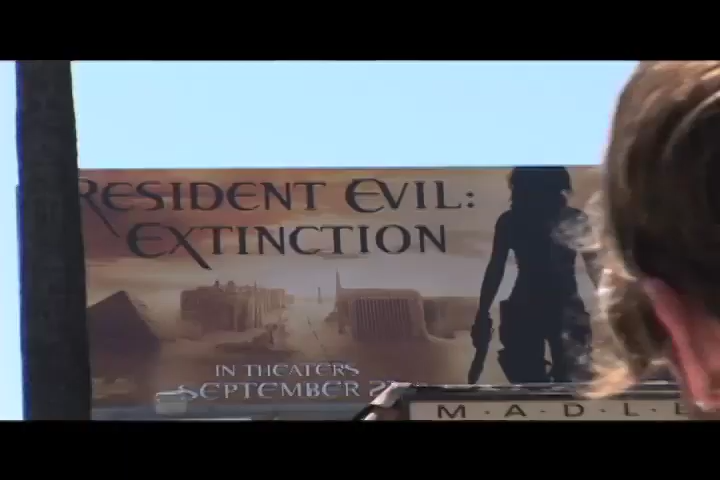 RESIDENT EVIL:
EXTINCTION
IN THEATERS
SEPTEMBER
M·A·D·L·E